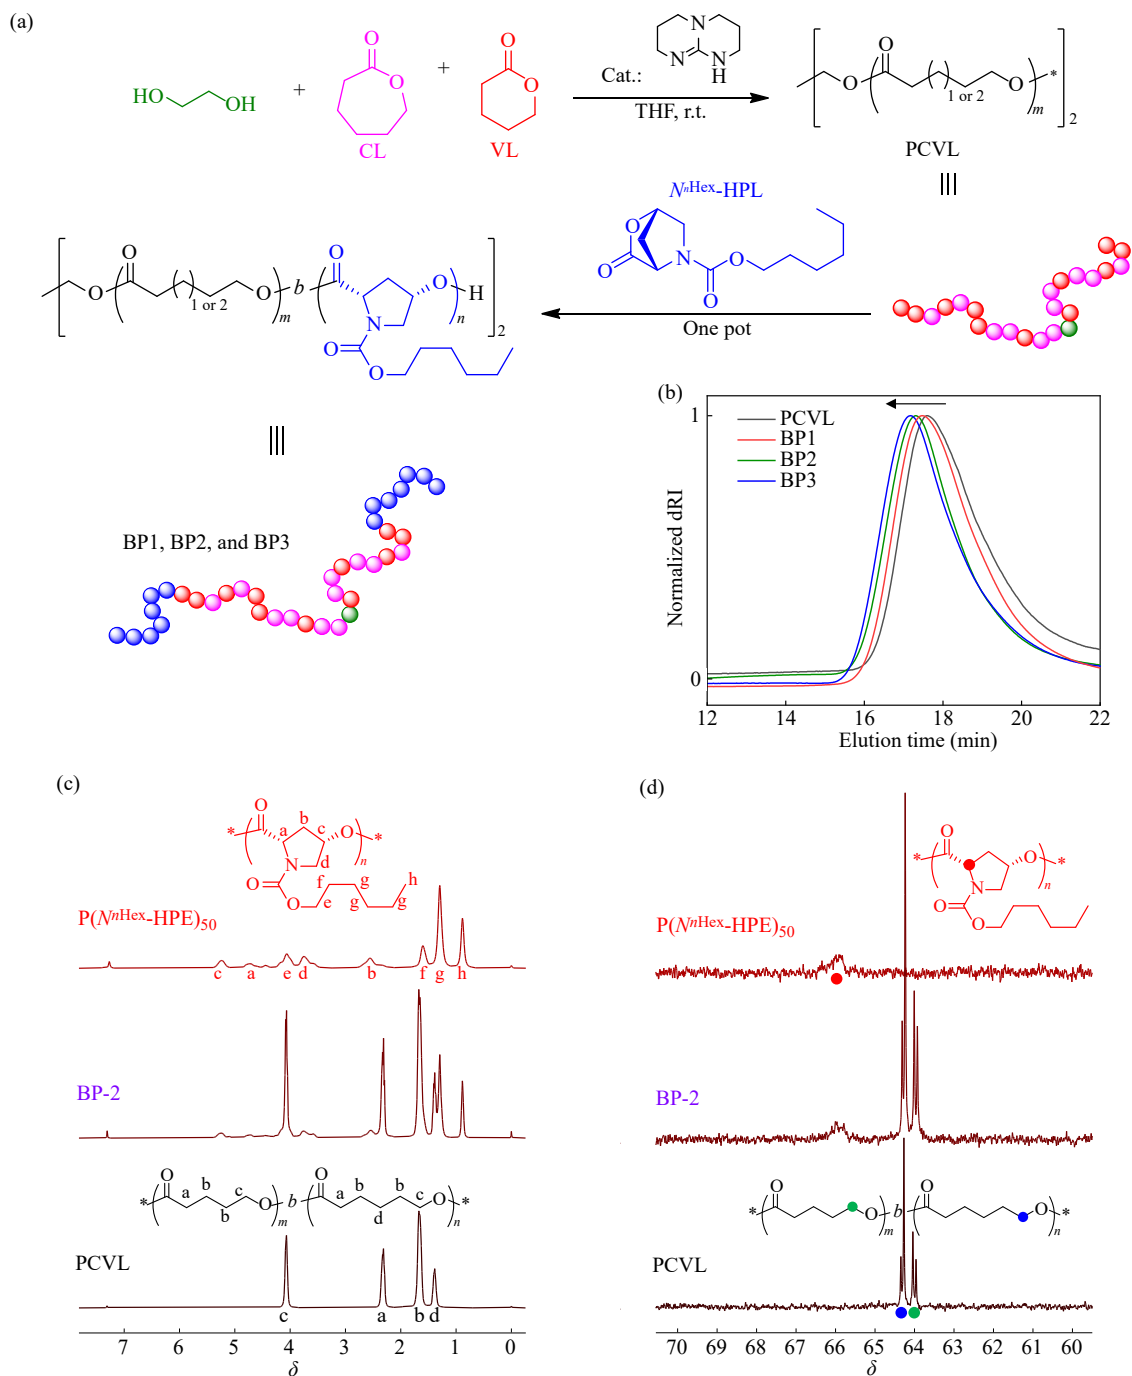 (a)
HO
OH
+
O
O
CL
+
O
O
VL
Cat.:
N
N
N
H
THF, r.t.
O
O
1 or 2
O
*
m
2
PCVL
NnHex-HPL
O
O
N
O
O
One pot
O
O
1 or 2
O
m
b
O
O
H
n
2
N
O
O
BP1, BP2, and BP3
(b)
PCVL
BP1
BP2
BP3
1
0
Normalized dRI
12 14 16 18 20 22
Elution time (min)
(c)
O
b
* a c O *
n
N d
O
O
f g h
e g g
P(NnHex-HPE)50
c a e d b f g h
BP-2
O
b c
* a b O b
m
O
b b c
a d O *
n
PCVL
c a b d
7 6 5 4 3 2 1 0
δ
(d)
O
* O *
n
N
O
O
P(NnHex-HPE)50
BP-2
O
* O b
m
O
O *
n
PCVL
70 69 68 67 66 65 64 63 62 61 60
δ